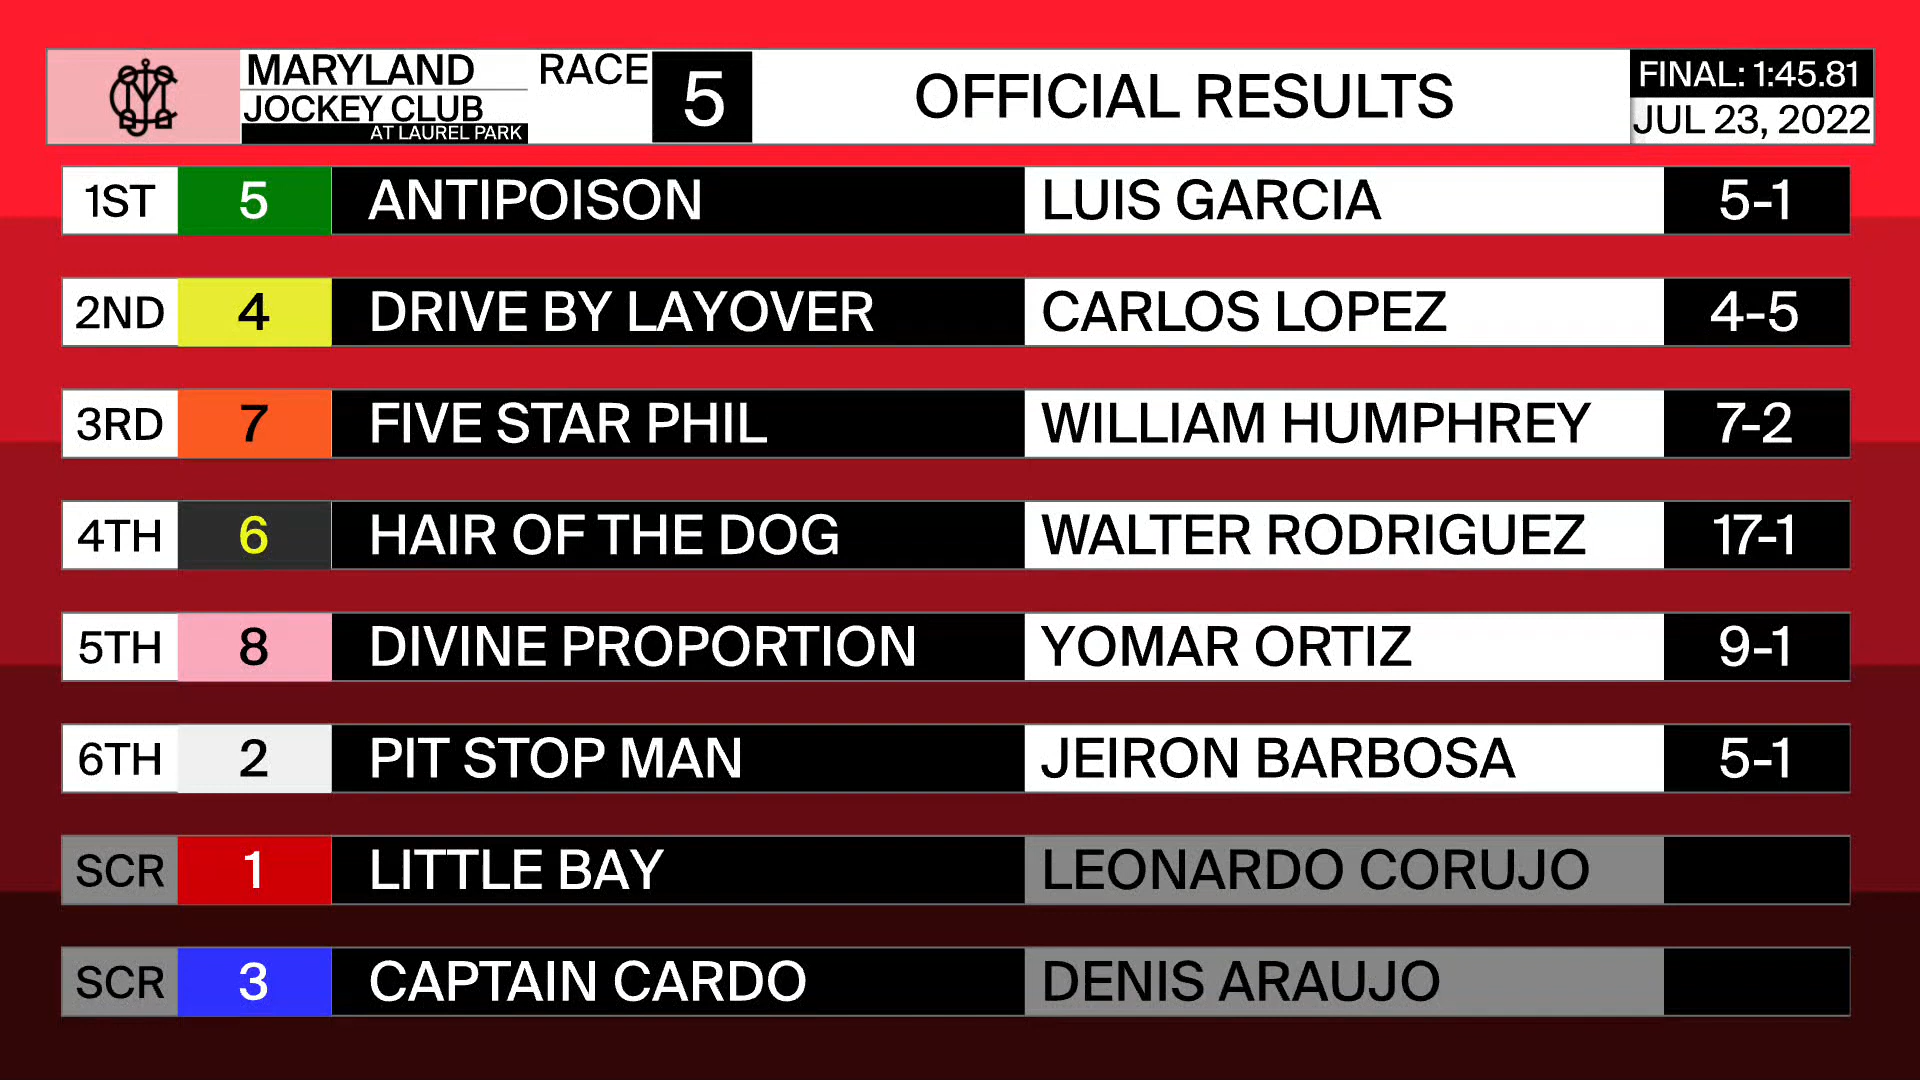 MARYLAND
JOCKEY CLUB
AT LAUREL PARK
RACE 5
OFFICIAL RESULTS
FINAL: 1:45.81
JUL 23, 2022
1ST 5 ANTIPOISON LUIS GARCIA 5-1
2ND 4 DRIVE BY LAYOVER CARLOS LOPEZ 4-5
3RD 7 FIVE STAR PHIL WILLIAM HUMPHREY 7-2
4TH 6 HAIR OF THE DOG WALTER RODRIGUEZ 17-1
5TH 8 DIVINE PROPORTION YOMAR ORTIZ 9-1
6TH 2 PIT STOP MAN JEIRON BARBOSA 5-1
SCR 1 LITTLE BAY LEONARDO CORUJO
SCR 3 CAPTAIN CARDO DENIS ARAUJO